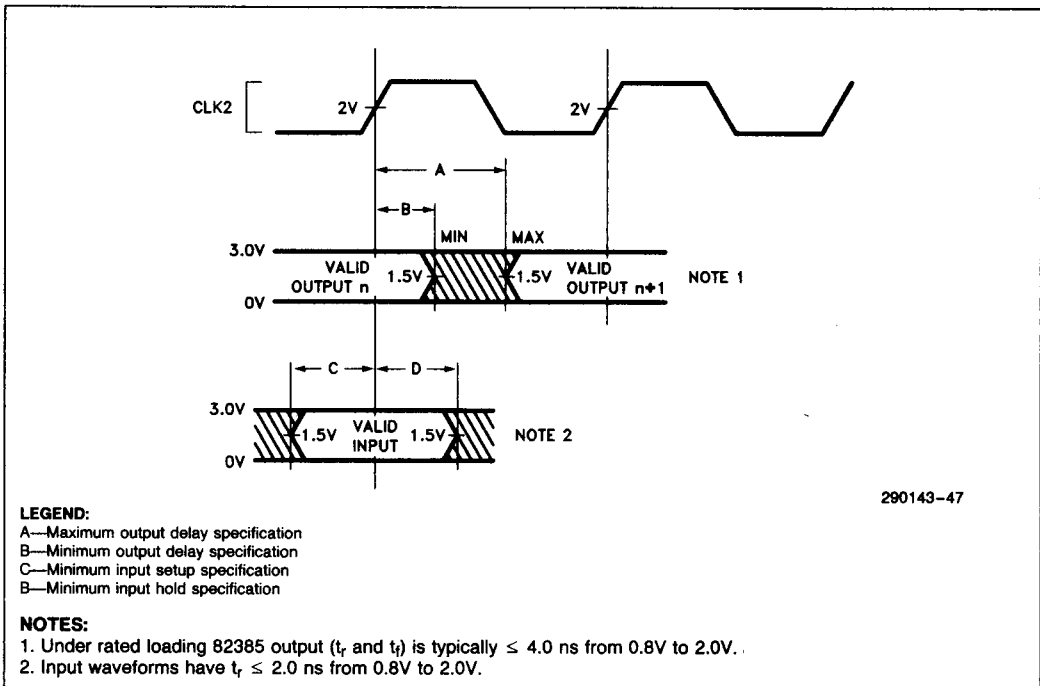 CLK2
2V
2V
A
B
MIN
MAX
3.0V
VALID
OUTPUT n
1.5V
1.5V
VALID
OUTPUT n+1
NOTE 1
0V
C
D
3.0V
1.5V
VALID
INPUT
1.5V
NOTE 2
0V
290143–47
LEGEND:
A—Maximum output delay specification
B—Minimum output delay specification
C—Minimum input setup specification
B—Minimum input hold specification
NOTES:
1. Under rated loading 82385 output (tr and tf) is typically ≤ 4.0 ns from 0.8V to 2.0V.
2. Input waveforms have tr ≤ 2.0 ns from 0.8V to 2.0V.